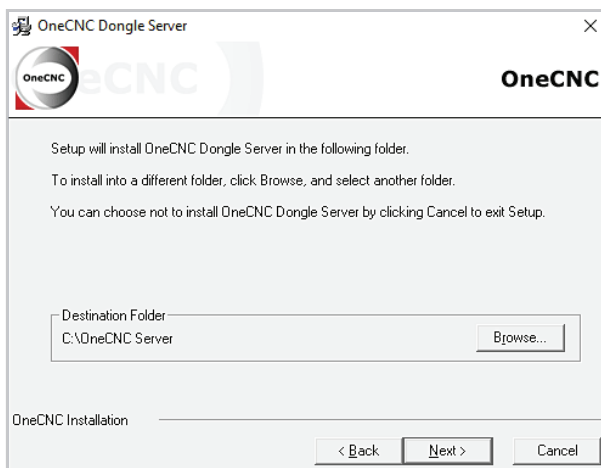 OneCNC Dongle Server
OneCNC
eCNC
OneCNC
Setup will install OneCNC Dongle Server in the following folder.
To install into a different folder, click Browse, and select another folder.
You can choose not to install OneCNC Dongle Server by clicking Cancel to exit Setup.
Destination Folder
C:\OneCNC Server
Browse...
OneCNC Installation
< Back
Next >
Cancel